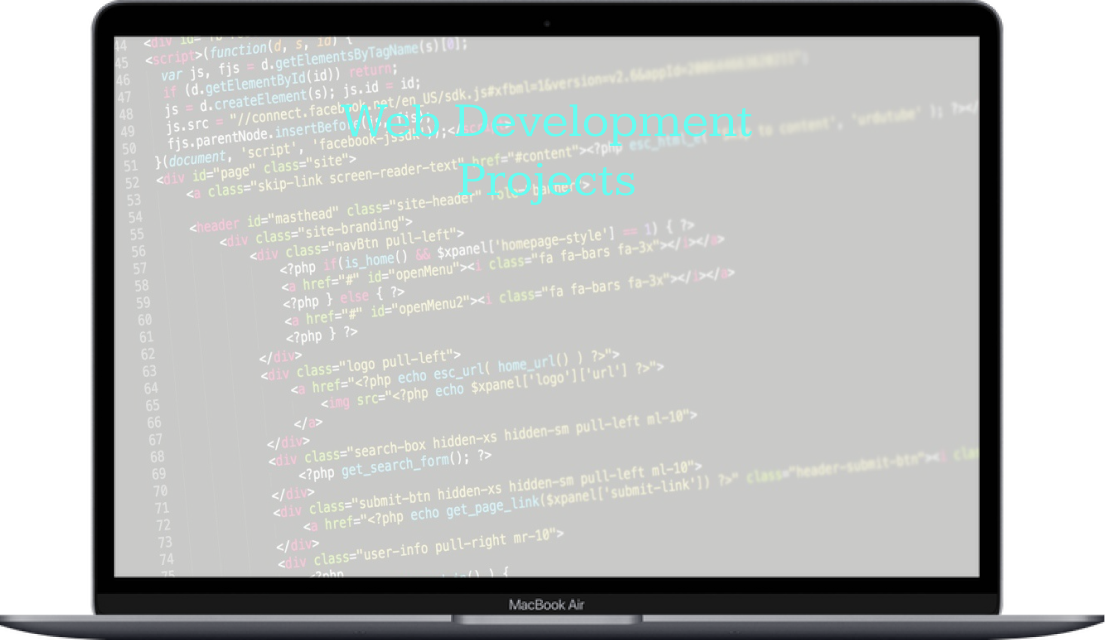 Web Development
Projects
44 <div id="fb-root"></div>
45 <script>(function(d, s, id) {
46 var js, fjs = d.getElementsByTagName(s)[0];
47 if (d.getElementById(id)) return;
48 js = d.createElement(s); js.id = id;
49 js.src = "//connect.facebook.net/en_US/sdk.js#xfbml=1&version=v2.6&appId=
50 fjs.parentNode.insertBefore(js, fjs);
51 }(document, 'script', 'facebook-jssdk'));</script>
52 <div id="page" class="site">
53 <a class="skip-link screen-reader-text" href="#content"><?php esc_html_e( to content', 'urdutube' ); ?></
54
55 <header id="masthead" class="site-header" role="banner">
56 <div class="site-branding">
57 <div class="navBtn pull-left">
58 <?php if(is_home() && $xpanel['homepage-style'] == 1) { ?>
59 <a href="#" id="openMenu"><i class="fa fa-bars fa-3x"></i></a>
60 <?php } else { ?>
61 <a href="#" id="openMenu2"><i class="fa fa-bars fa-3x"></i></a>
62 <?php } ?>
63 </div>
64 <div class="logo pull-left">
65 <a href="<?php echo esc_url( home_url() ) ?>">
66 <img src="<?php echo $xpanel['logo']['url'] ?>">
67 </a>
68 </div>
69 <div class="search-box hidden-xs hidden-sm pull-left ml-10">
70 <?php get_search_form(); ?>
71 </div>
72 <div class="submit-btn hidden-xs hidden-sm pull-left ml-10">
73 <a href="<?php echo get_page_link($xpanel['submit-link']) ?>" class="header-submit-btn"><i clas
74 </div>
75 <div class="user-info pull-right mr-10">
<?php
MacBook Air